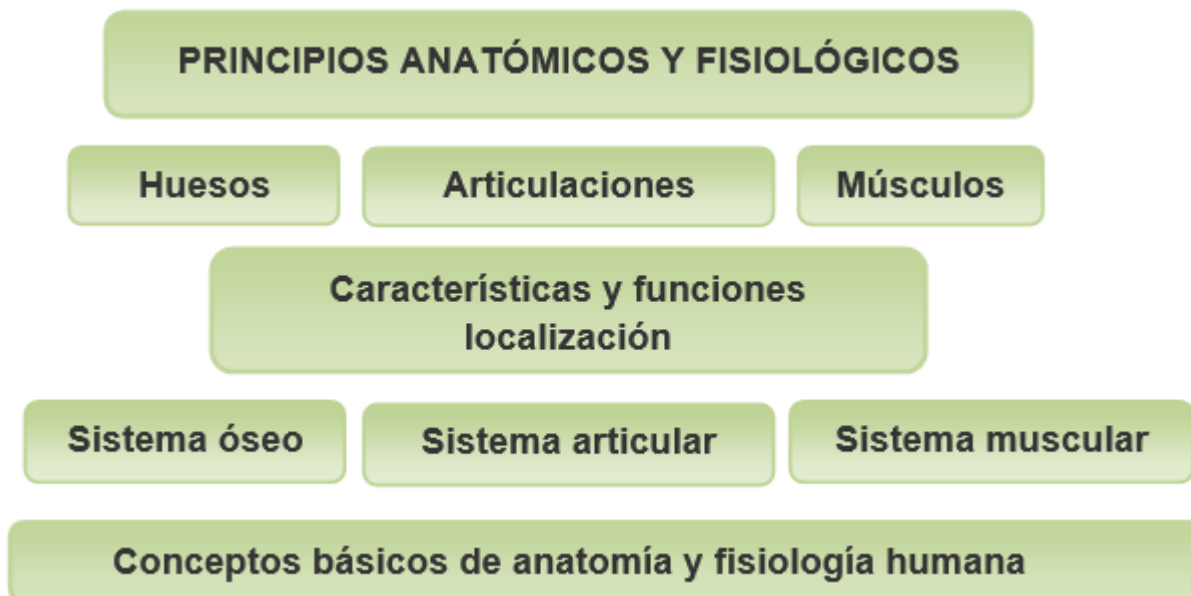 PRINCIPIOS ANATÓMICOS Y FISIOLÓGICOS
Huesos
Articulaciones
Músculos
Características y funciones
localización
Sistema óseo
Sistema articular
Sistema muscular
Conceptos básicos de anatomía y fisiología humana